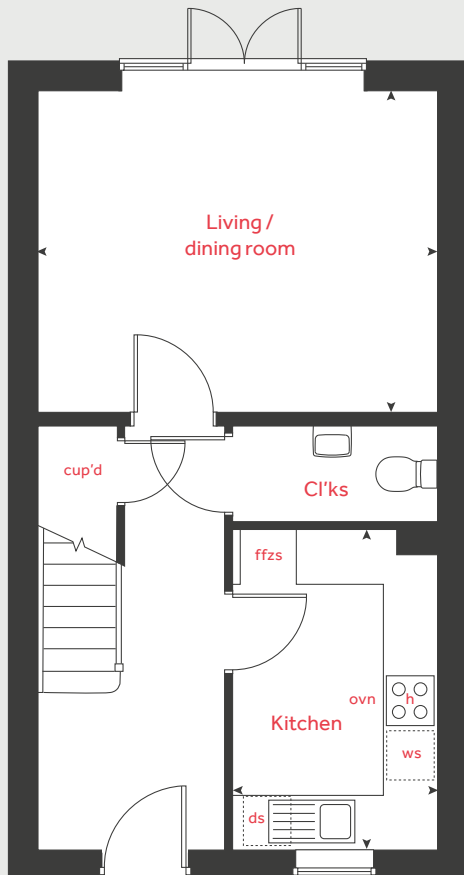 Living /
dining room
cup'd
Cl'ks
ffzs
ovn
h
Kitchen
ws
ds